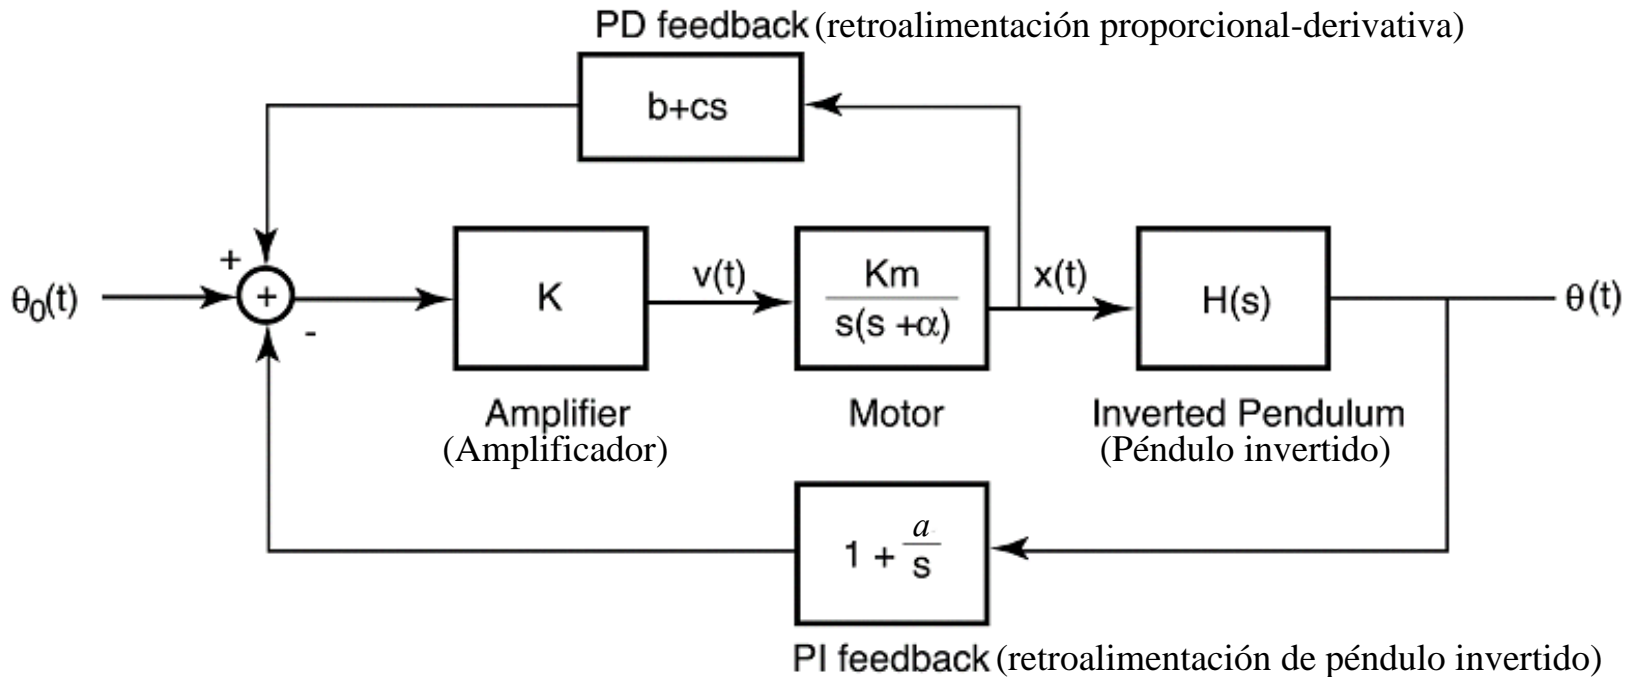 PD feedback (retroalimentación proporcional-derivativa)
b+cs
+
θ0(t)
+
-
K
v(t)
Km
s(s +α)
x(t)
H(s)
θ(t)
Amplifier
(Amplificador)
Motor
Inverted Pendulum
(Péndulo invertido)
1 + a/s
PI feedback (retroalimentación de péndulo invertido)